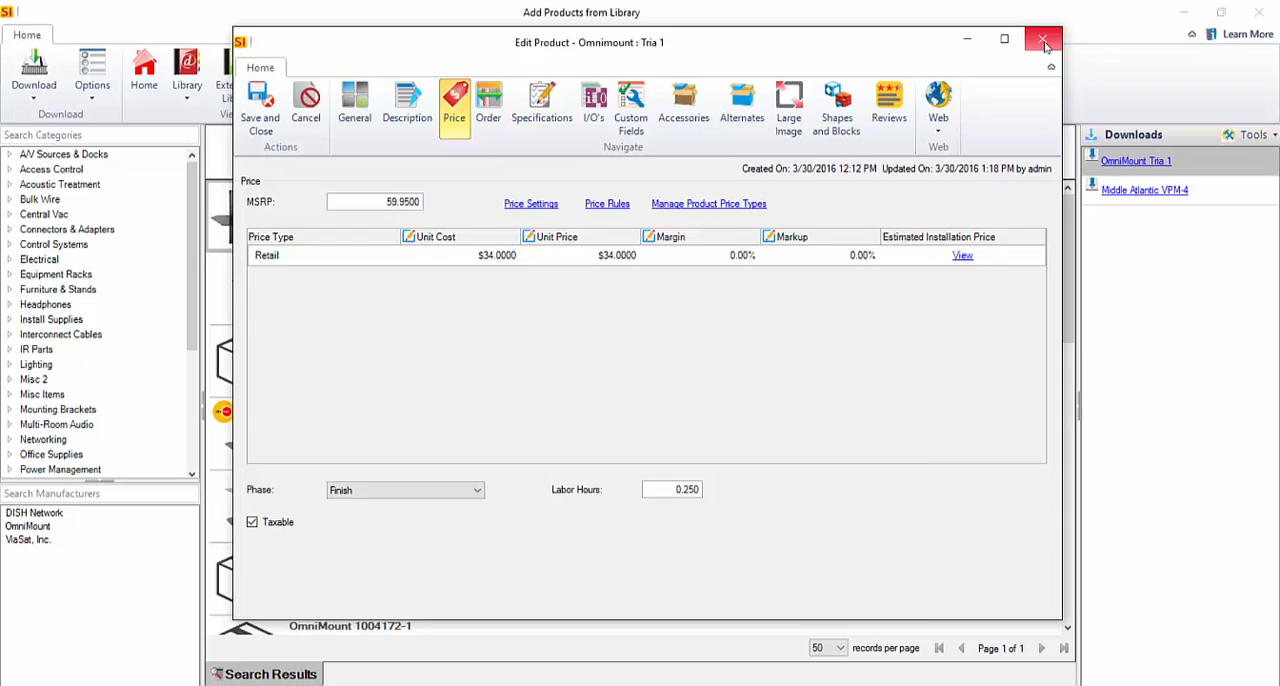 SI
Add Products from Library
Home
Learn More
Download
Options
Home
Library
Download
Search Categories
A/V Sources & Docks
Access Control
Acoustic Treatment
Bulk Wire
Central Vac
Connectors & Adapters
Control Systems
Electrical
Equipment Racks
Furniture & Stands
Headphones
Install Supplies
Interconnect Cables
IR Parts
Lighting
Misc 2
Misc Items
Mounting Brackets
Multi-Room Audio
Networking
Office Supplies
Power Management
Search Manufacturers
DISH Network
OmniMount
ViaSat, Inc.
SI
Edit Product - Omnimount : Tria 1
Home
Save and Close
Cancel
General
Description
Price
Order
Specifications
I/O's
Custom Fields
Accessories
Alternates
Large Image
Shapes and Blocks
Reviews
Web
Actions
Navigate
Web
Created On: 3/30/2016 12:12 PM Updated On: 3/30/2016 1:18 PM by admin
Price
MSRP: 59.9500 Price Settings Price Rules Manage Product Price Types
Price Type Unit Cost Unit Price Margin Markup Estimated Installation Price
Retail $34.0000 $34.0000 0.00% 0.00% View
Phase: Finish Labor Hours: 0.250
Taxable
OmniMount 1004172-1
50 records per page Page 1 of 1
Search Results
Downloads Tools
OmniMount Tria 1
Middle Atlantic VPM-4